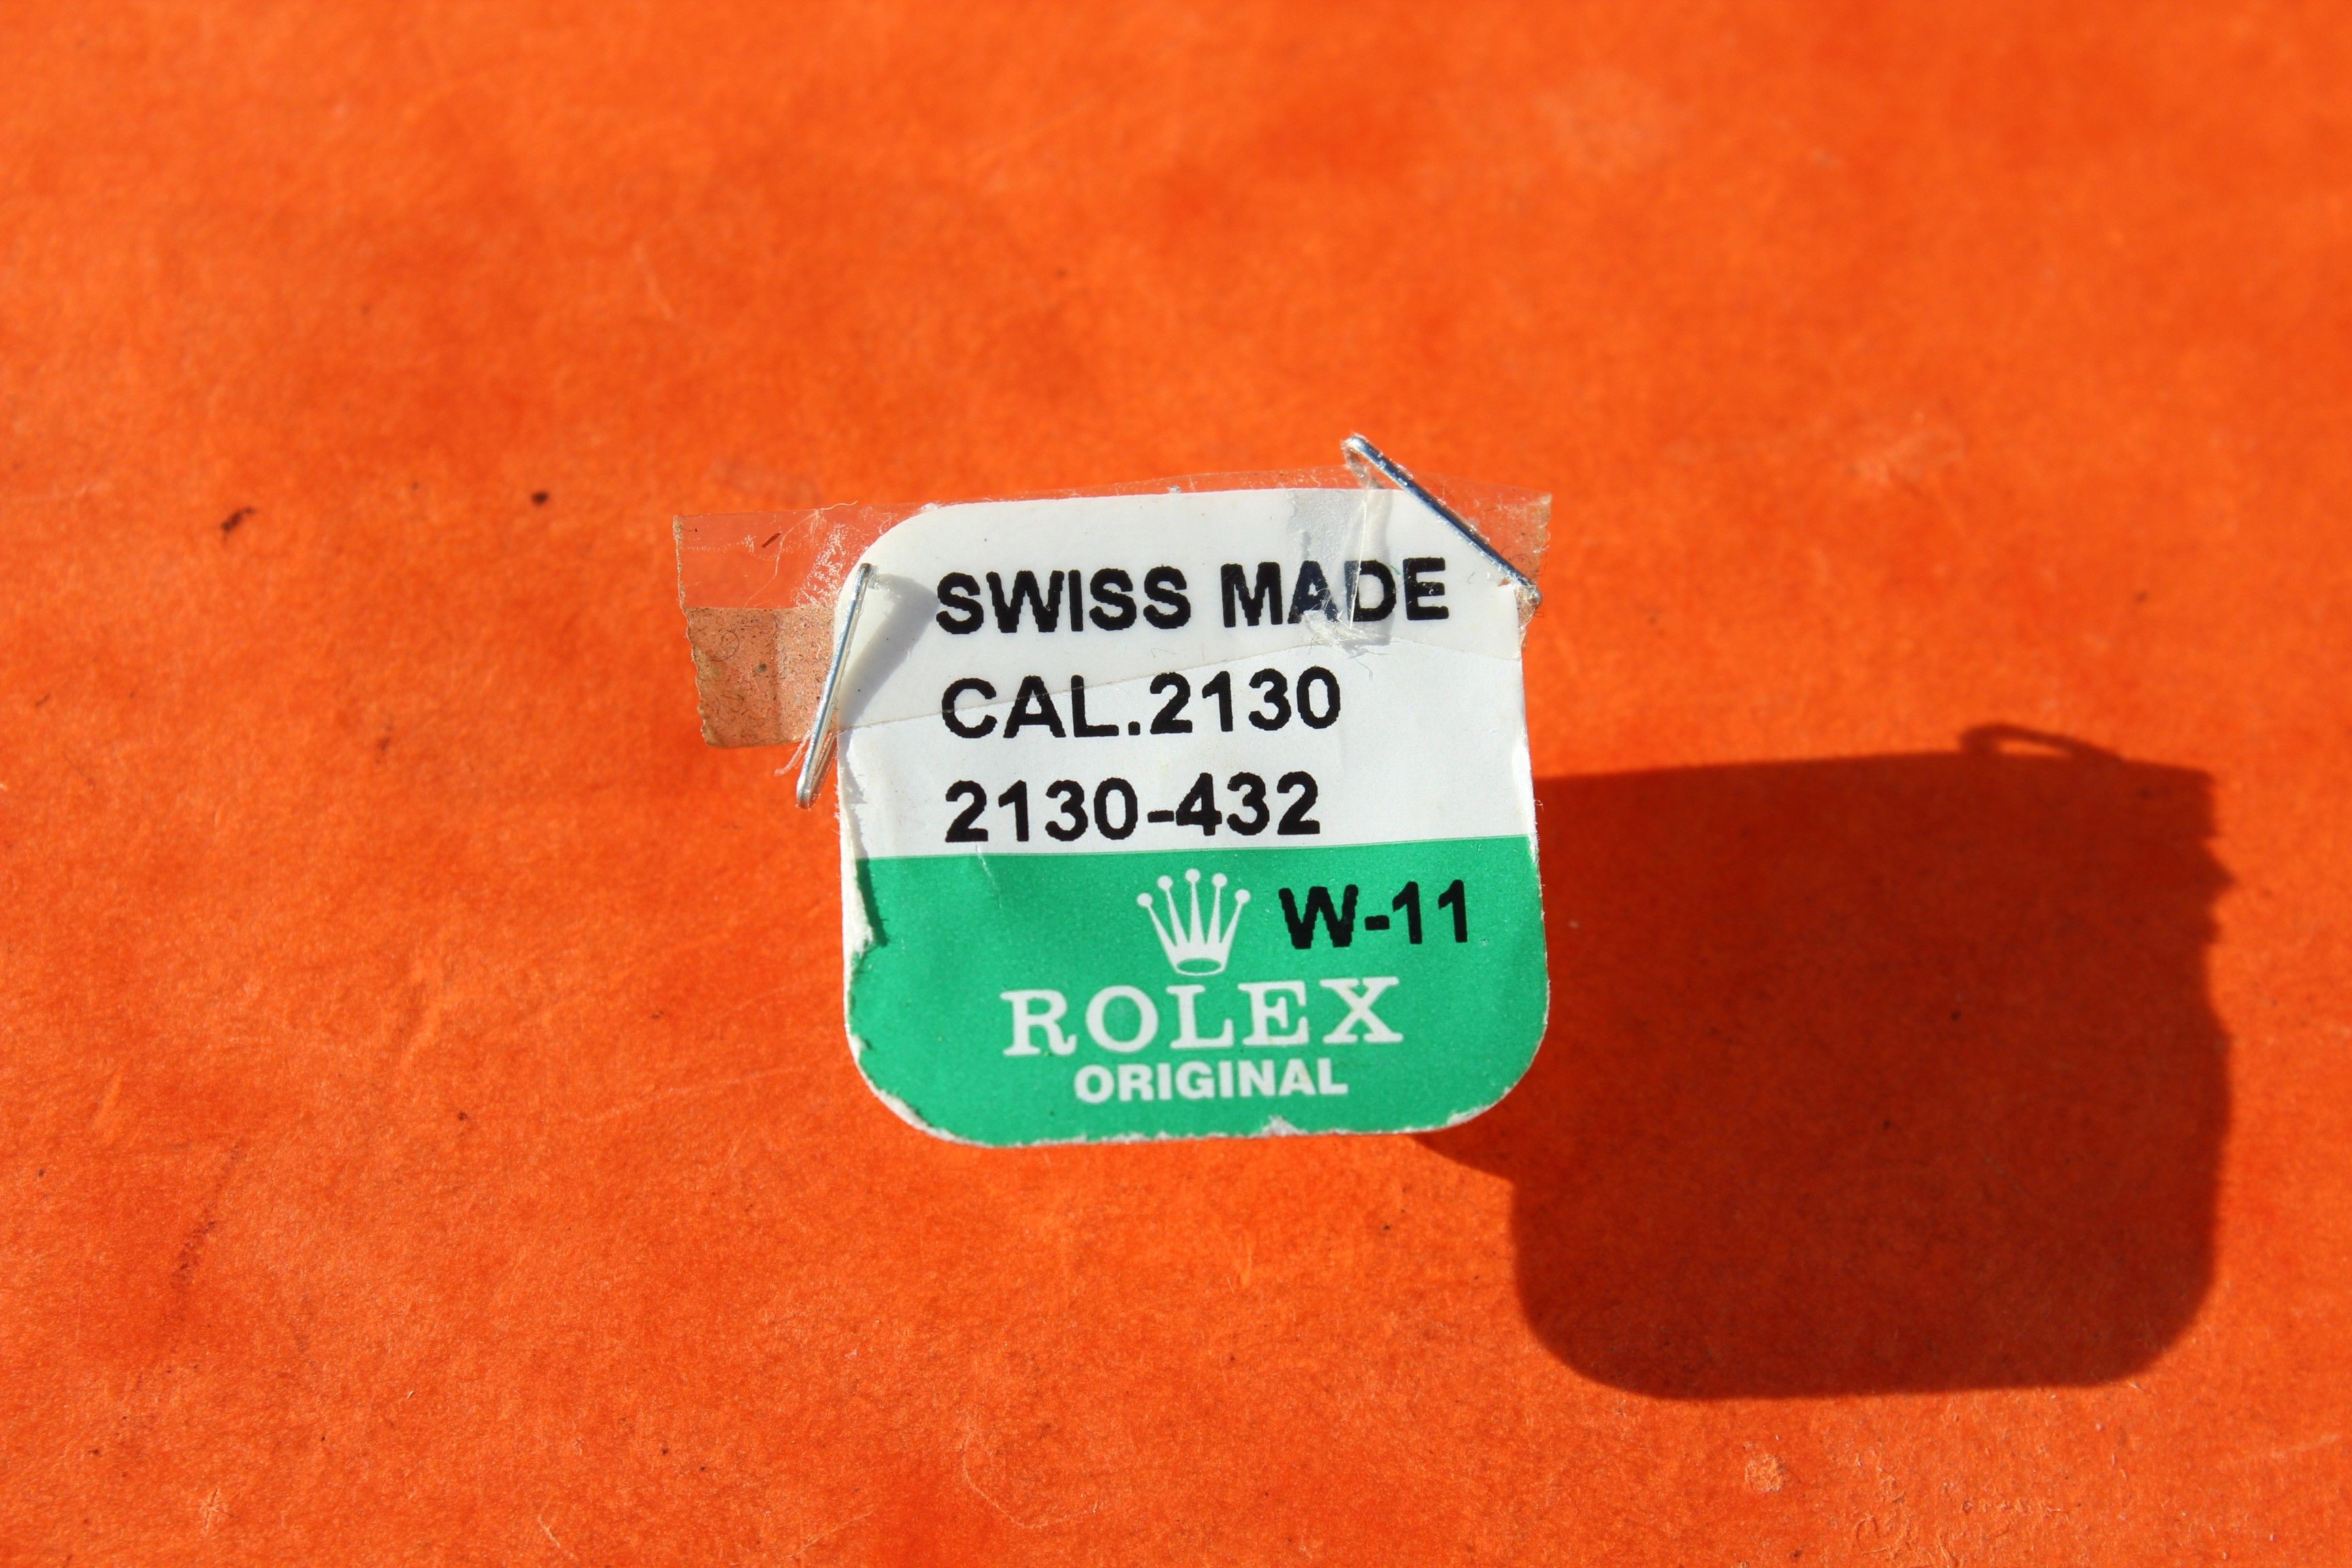 SWISS MADE
CAL.2130
2130-432
W-11
ROLEX
ORIGINAL